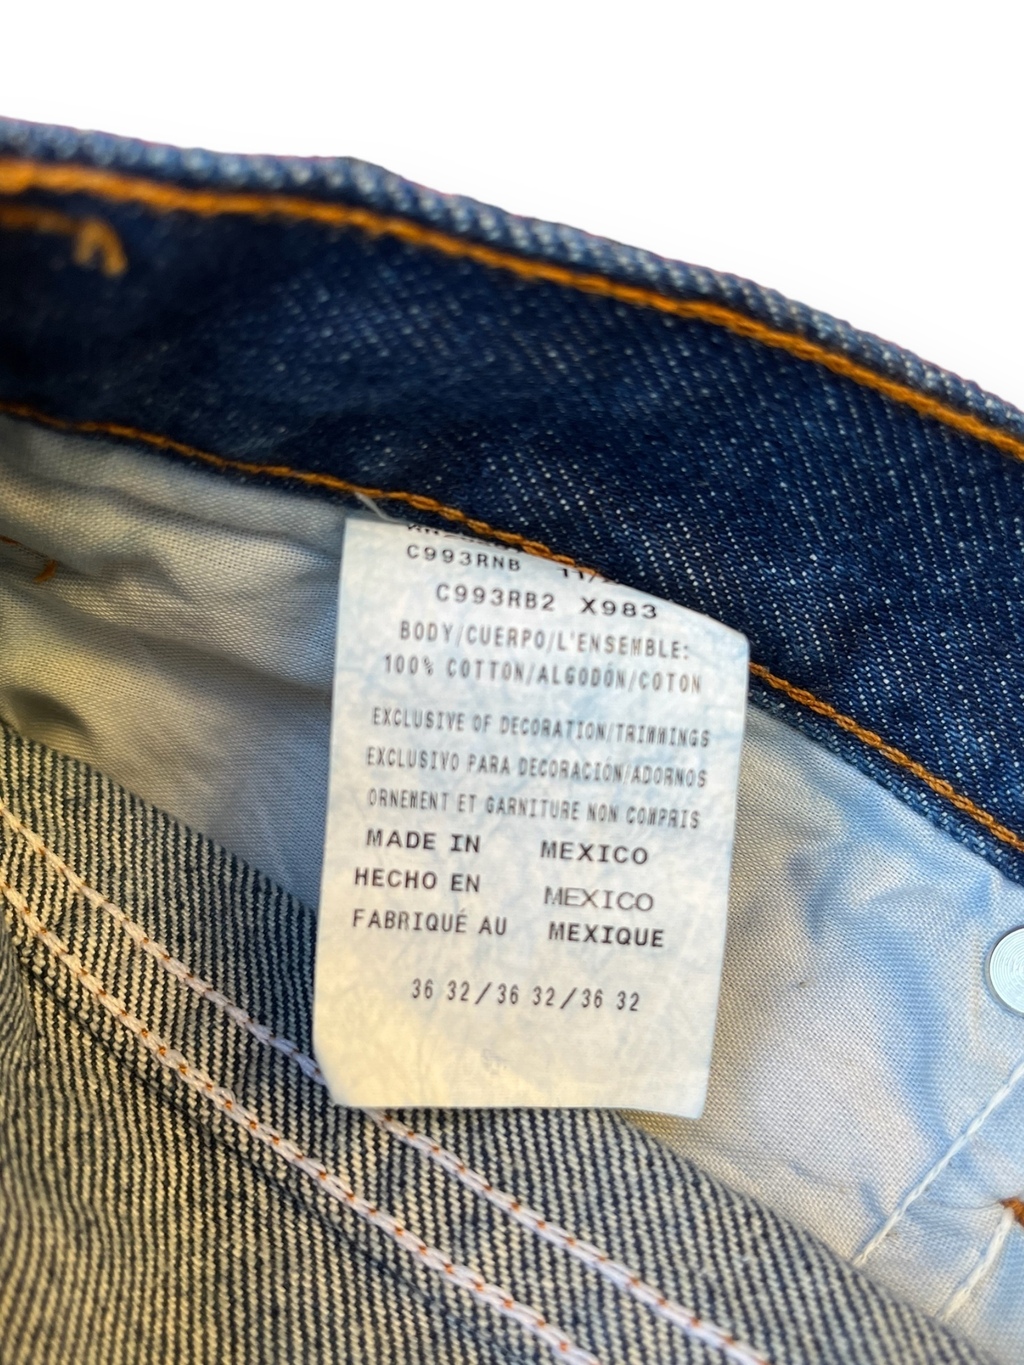 C993RNB 11/
C993RB2 X983
BODY/CUERPO/L'ENSEMBLE:
100% COTTON/ALGODÓN/COTON
EXCLUSIVE OF DECORATION/TRIMMINGS
EXCLUSIVO PARA DECORACIÓN/ADORNOS
ORNEMENT ET GARNITURE NON COMPRIS
MADE IN MEXICO
HECHO EN MEXICO
FABRIQUÉ AU MEXIQUE
36 32/36 32/36 32